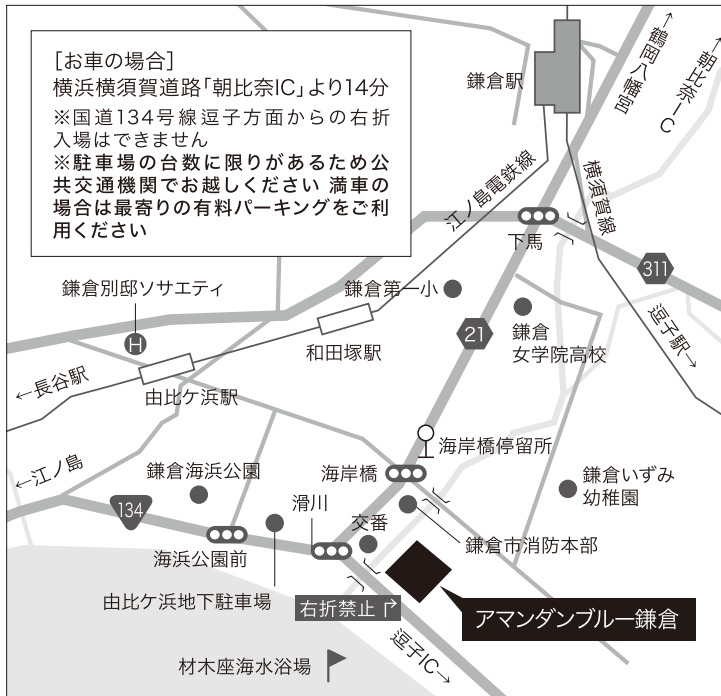 ［お車の場合］
横浜横須賀道路「朝比奈IC」より14分
※国道134号線逗子方面からの右折
入場はできません
※駐車場の台数に限りがあるため公
共交通機関でお越しください 満車の
場合は最寄りの有料パーキングをご利
用ください
鎌倉駅
→鶴岡八幡宮
→朝比奈IC
江ノ島電鉄線
横須賀線
下馬
311
鎌倉別邸ソサエティ
H
鎌倉第一小
21
鎌倉
女学院高校
逗子駅→
和田塚駅
←長谷駅
由比ケ浜駅
海岸橋停留所
←江ノ島
鎌倉海浜公園
海岸橋
鎌倉いずみ
幼稚園
134
滑川
交番
鎌倉市消防本部
海浜公園前
由比ケ浜地下駐車場
右折禁止
アマンダンブルー鎌倉
逗子IC→
材木座海水浴場